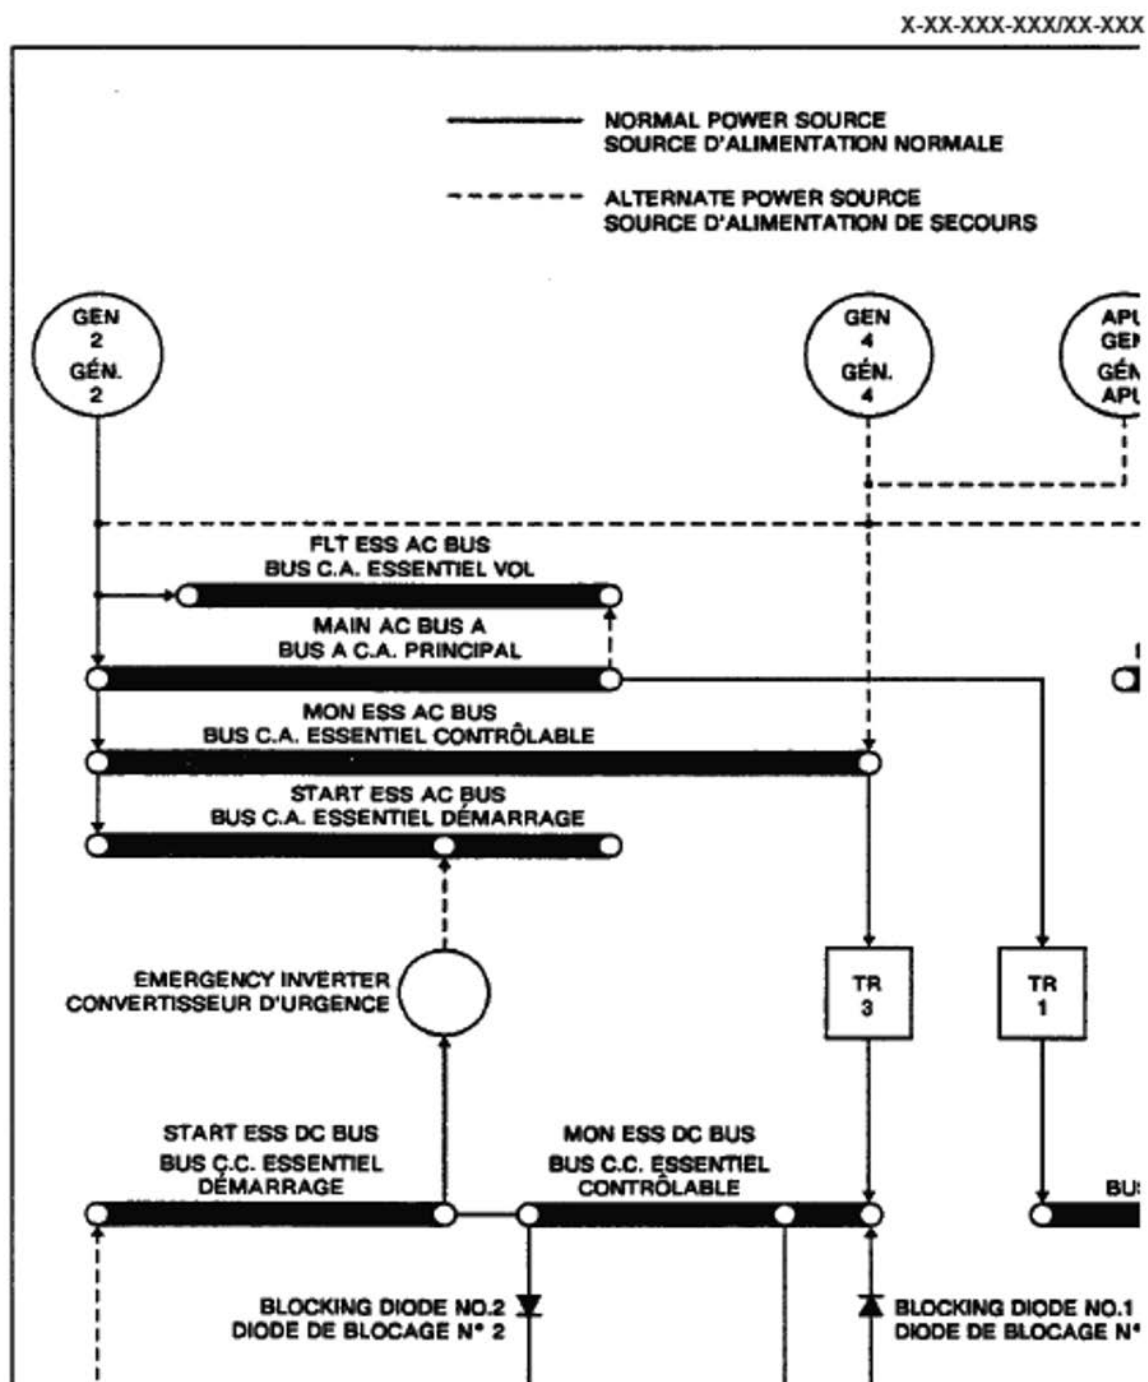 X-XX-XXX-XXX/XX-XXX
NORMAL POWER SOURCE
SOURCE D'ALIMENTATION NORMALE
ALTERNATE POWER SOURCE
SOURCE D'ALIMENTATION DE SECOURS
GEN
2
GÉN.
2
GEN
4
GÉN.
4
GÉN
FLT ESS AC BUS
BUS C.A. ESSENTIEL VOL
MAIN AC BUS A
BUS A C.A. PRINCIPAL
MON ESS AC BUS
BUS C.A. ESSENTIEL CONTRÔLABLE
START ESS AC BUS
BUS C.A. ESSENTIEL DÉMARRAGE
EMERGENCY INVERTER
CONVERTISSEUR D'URGENCE
TR
3
TR
1
START ESS DC BUS
BUS C.C. ESSENTIEL
DÉMARRAGE
MON ESS DC BUS
BUS C.C. ESSENTIEL
CONTRÔLABLE
BLOCKING DIODE NO.2
DIODE DE BLOCAGE N° 2
BLOCKING DIODE NO.1
DIODE DE BLOCAGE N°